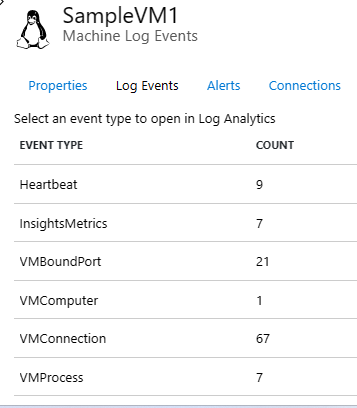 SampleVM1
Machine Log Events
Properties Log Events Alerts Connections
Select an event type to open in Log Analytics
EVENT TYPE COUNT
Heartbeat 9
InsightsMetrics 7
VMBoundPort 21
VMComputer 1
VMConnection 67
VMProcess 7